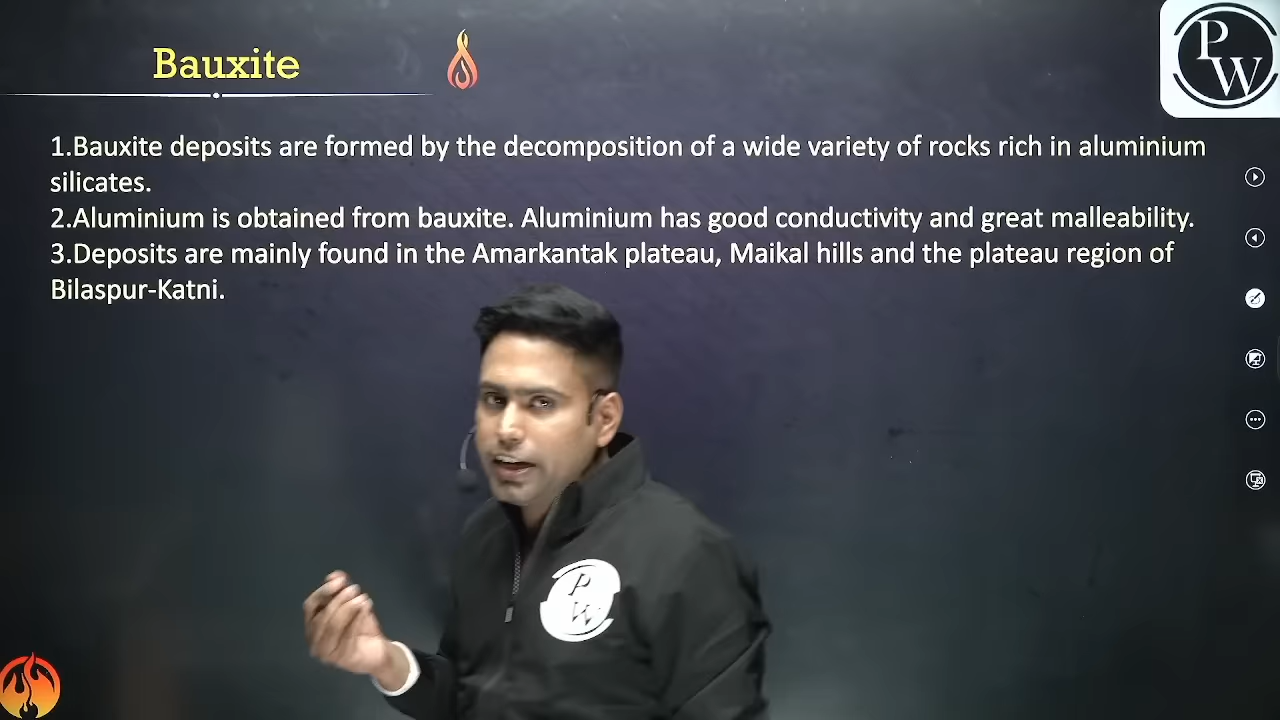 Bauxite
P
W
1.Bauxite deposits are formed by the decomposition of a wide variety of rocks rich in aluminium
silicates.
2.Aluminium is obtained from bauxite. Aluminium has good conductivity and great malleability.
3.Deposits are mainly found in the Amarkantak plateau, Maikal hills and the plateau region of
Bilaspur-Katni.
P
W